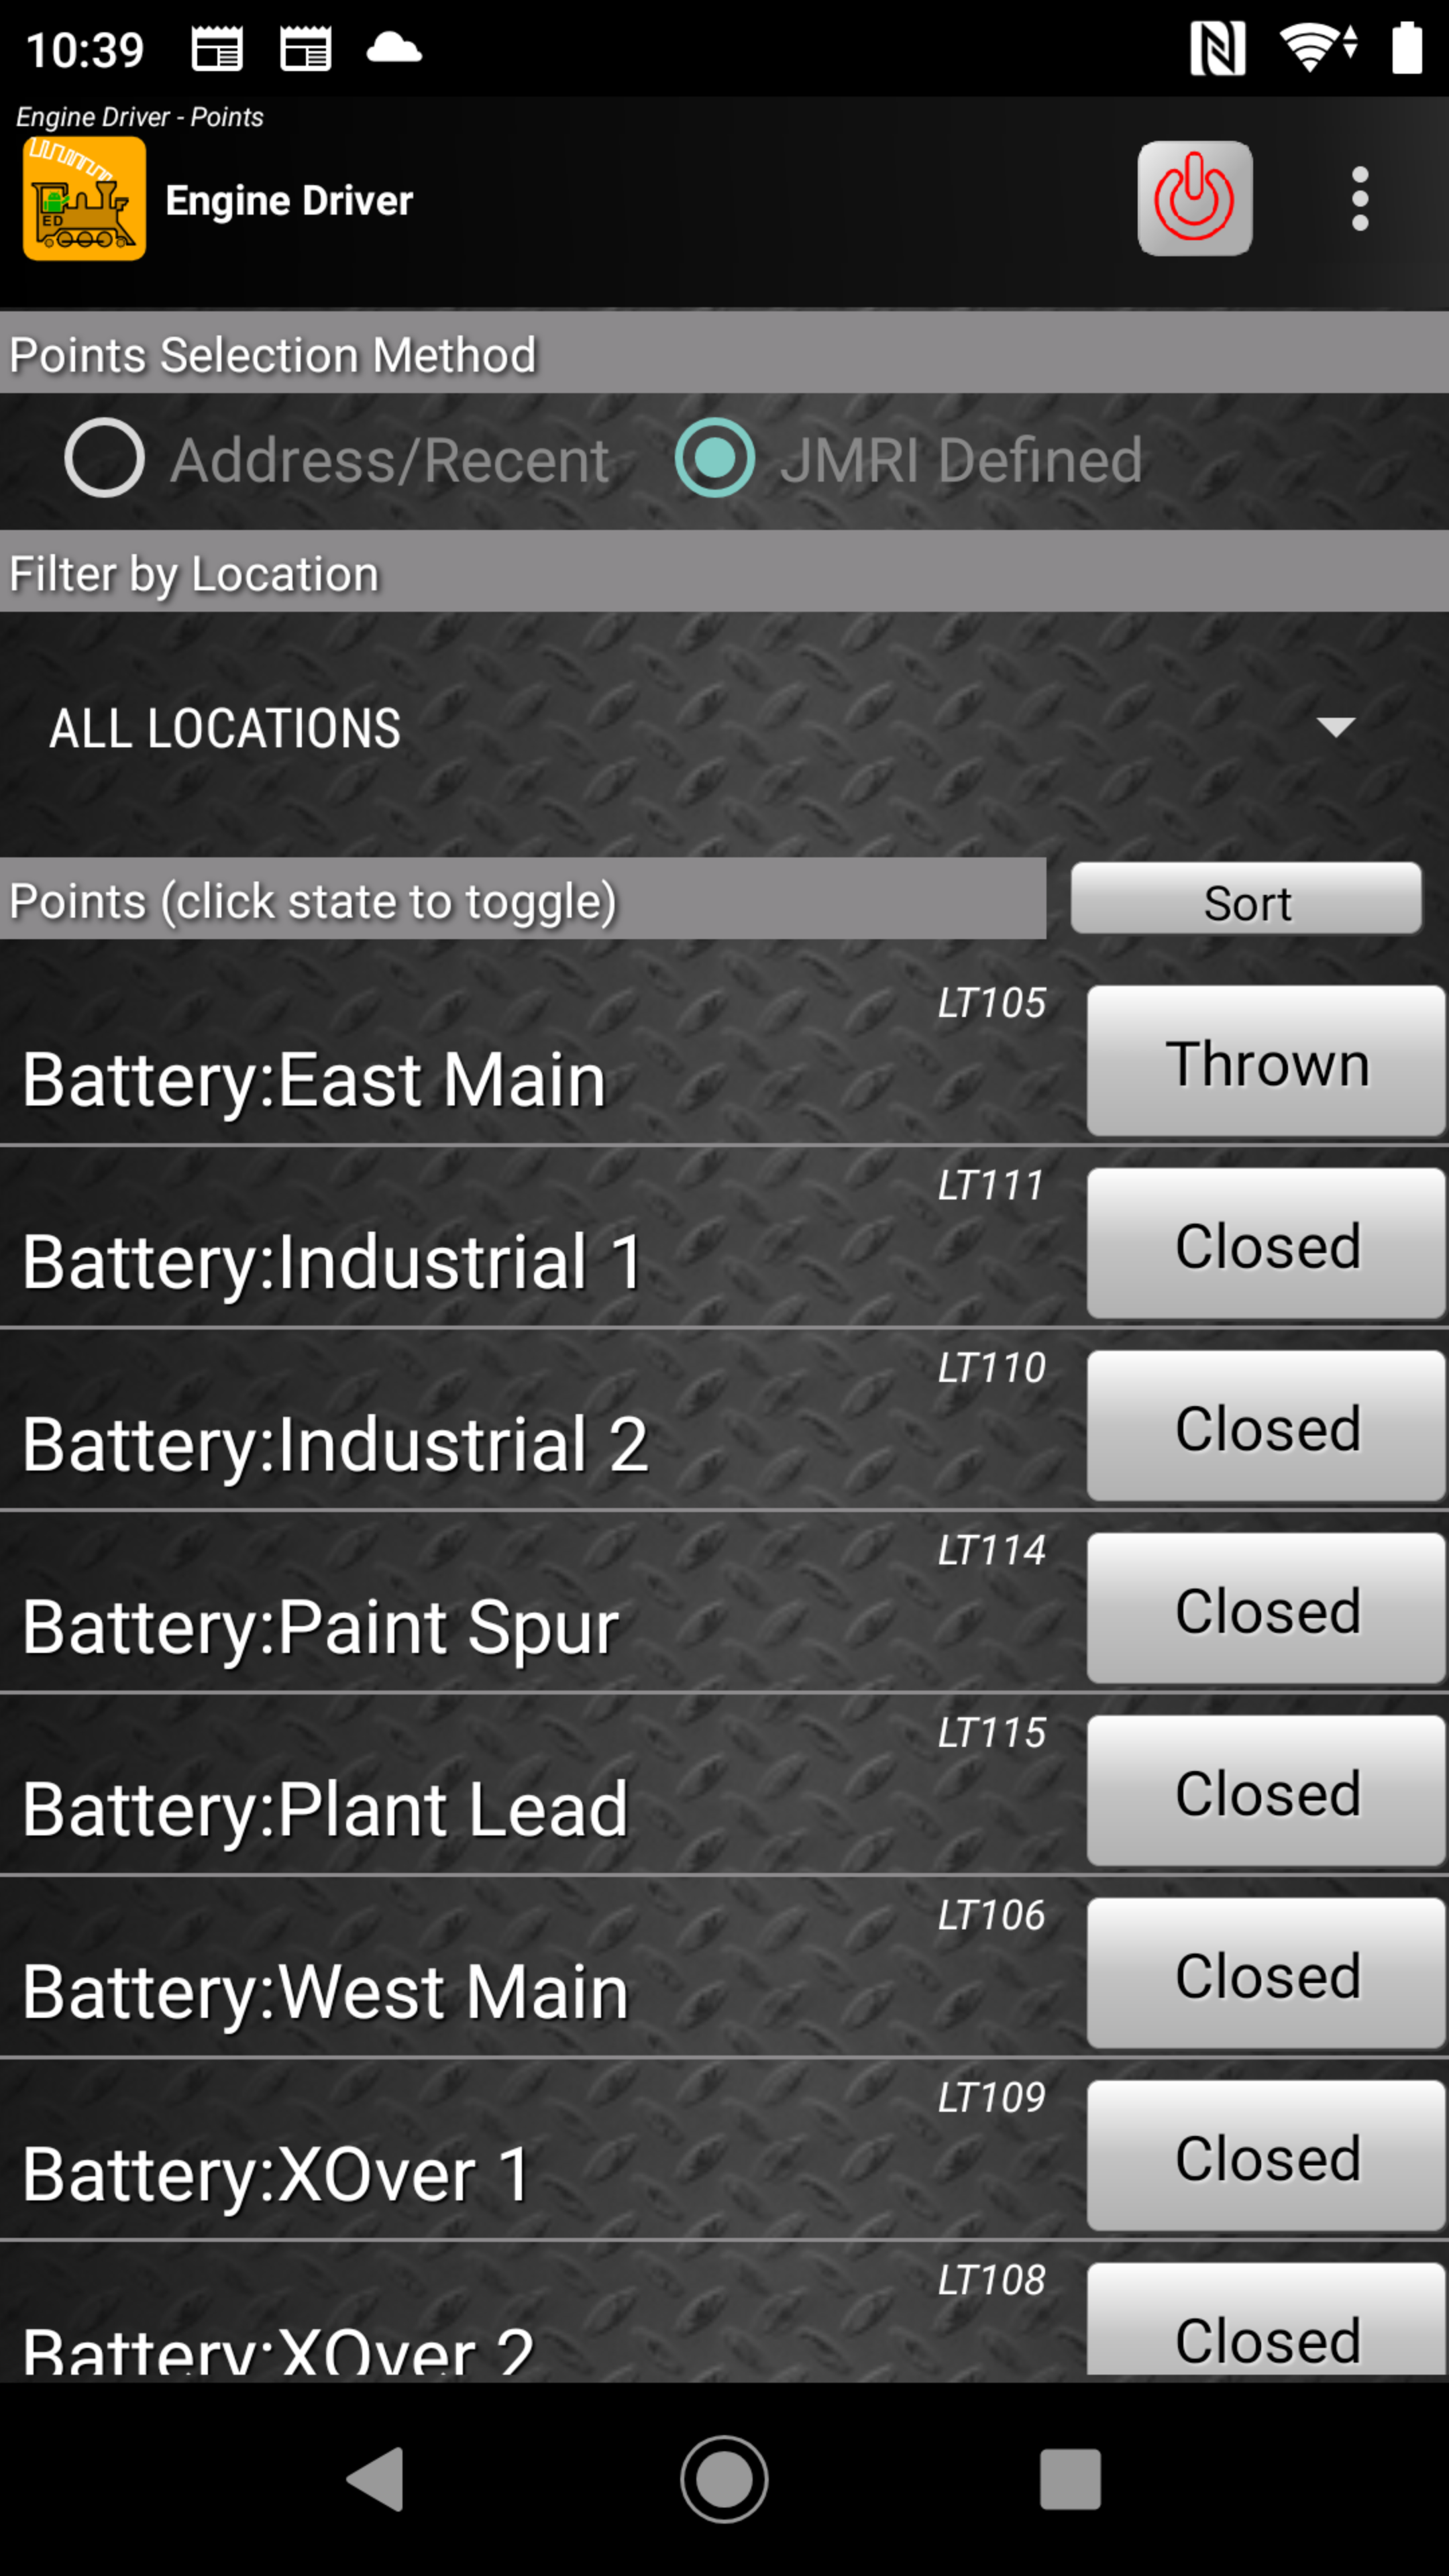 10:39
Engine Driver - Points
ED
Engine Driver
Points Selection Method
Address/Recent JMRI Defined
Filter by Location
ALL LOCATIONS
Points (click state to toggle) Sort
LT105
Battery:East Main Thrown
LT111
Battery:Industrial 1 Closed
LT110
Battery:Industrial 2 Closed
LT114
Battery:Paint Spur Closed
LT115
Battery:Plant Lead Closed
LT106
Battery:West Main Closed
LT109
Battery:XOver 1 Closed
LT108
Battery:XOver 2 Closed